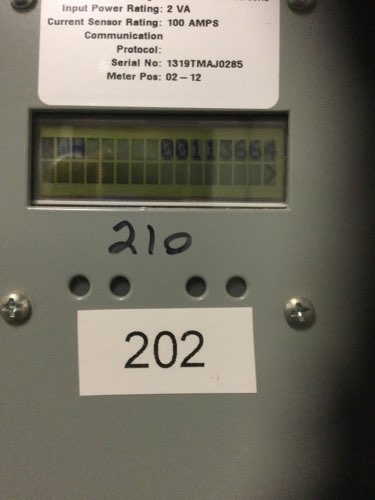 Input Power Rating: 2 VA
Current Sensor Rating: 100 AMPS
Communication
Protocol:
Serial No: 1319TMAJ0285
Meter Pos: 02-12
KWH 00113664
>
210
202